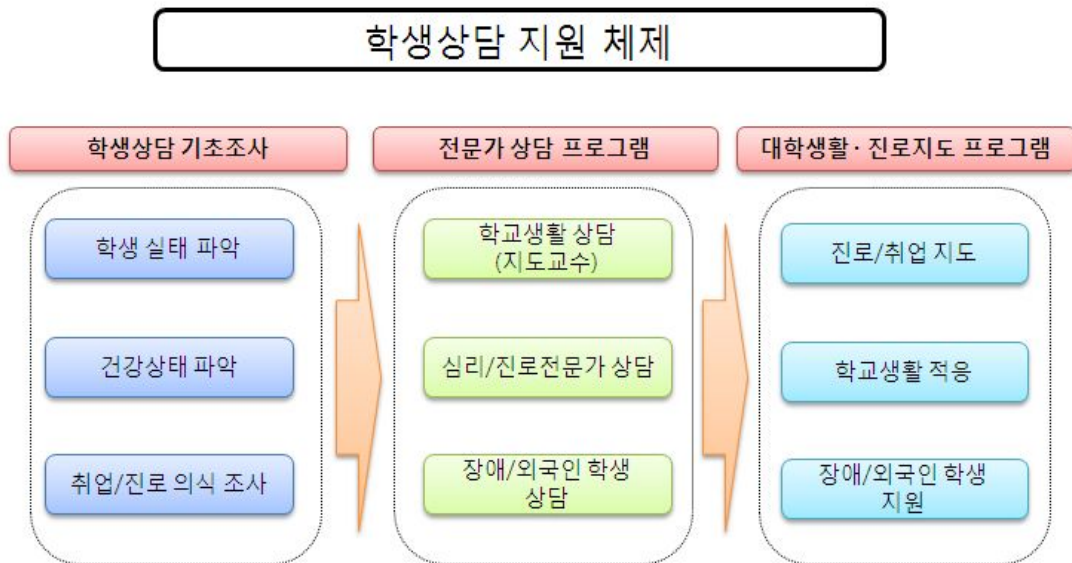 학생상담 지원 체제
학생상담 기초조사
학생 실태 파악
건강상태 파악
취업/진로 의식 조사
전문가 상담 프로그램
학교생활 상담
(지도교수)
심리/진로전문가 상담
장애/외국인 학생
상담
대학생활· 진로지도 프로그램
진로/취업 지도
학교생활 적응
장애/외국인 학생
지원